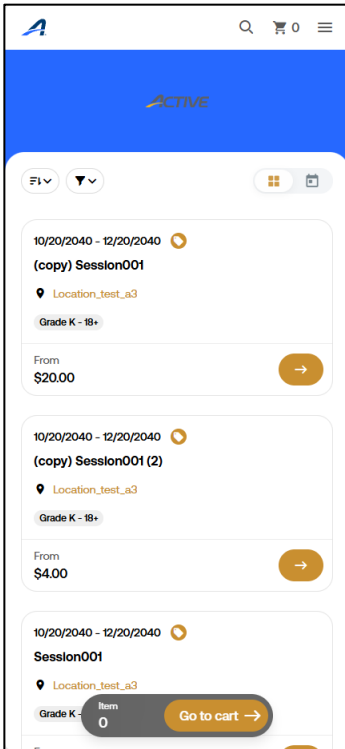 0
ACTIVE
10/20/2040 - 12/20/2040
(copy) Session001
Location_test_a3
Grade K - 18+
From
$20.00
10/20/2040 - 12/20/2040
(copy) Session001 (2)
Location_test_a3
Grade K - 18+
From
$4.00
10/20/2040 - 12/20/2040
Session001
Location_test_a3
Grade K -
Item
0
Go to cart